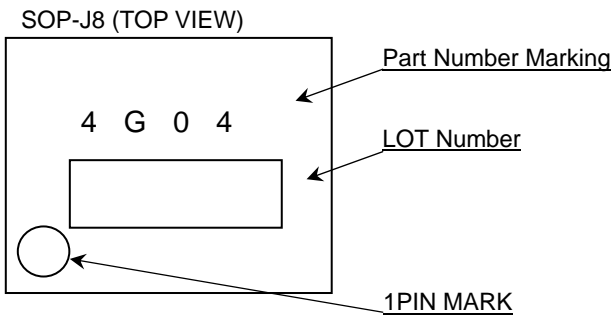 SOP-J8 (TOP VIEW)
Part Number Marking
4 G 0 4
LOT Number
1PIN MARK